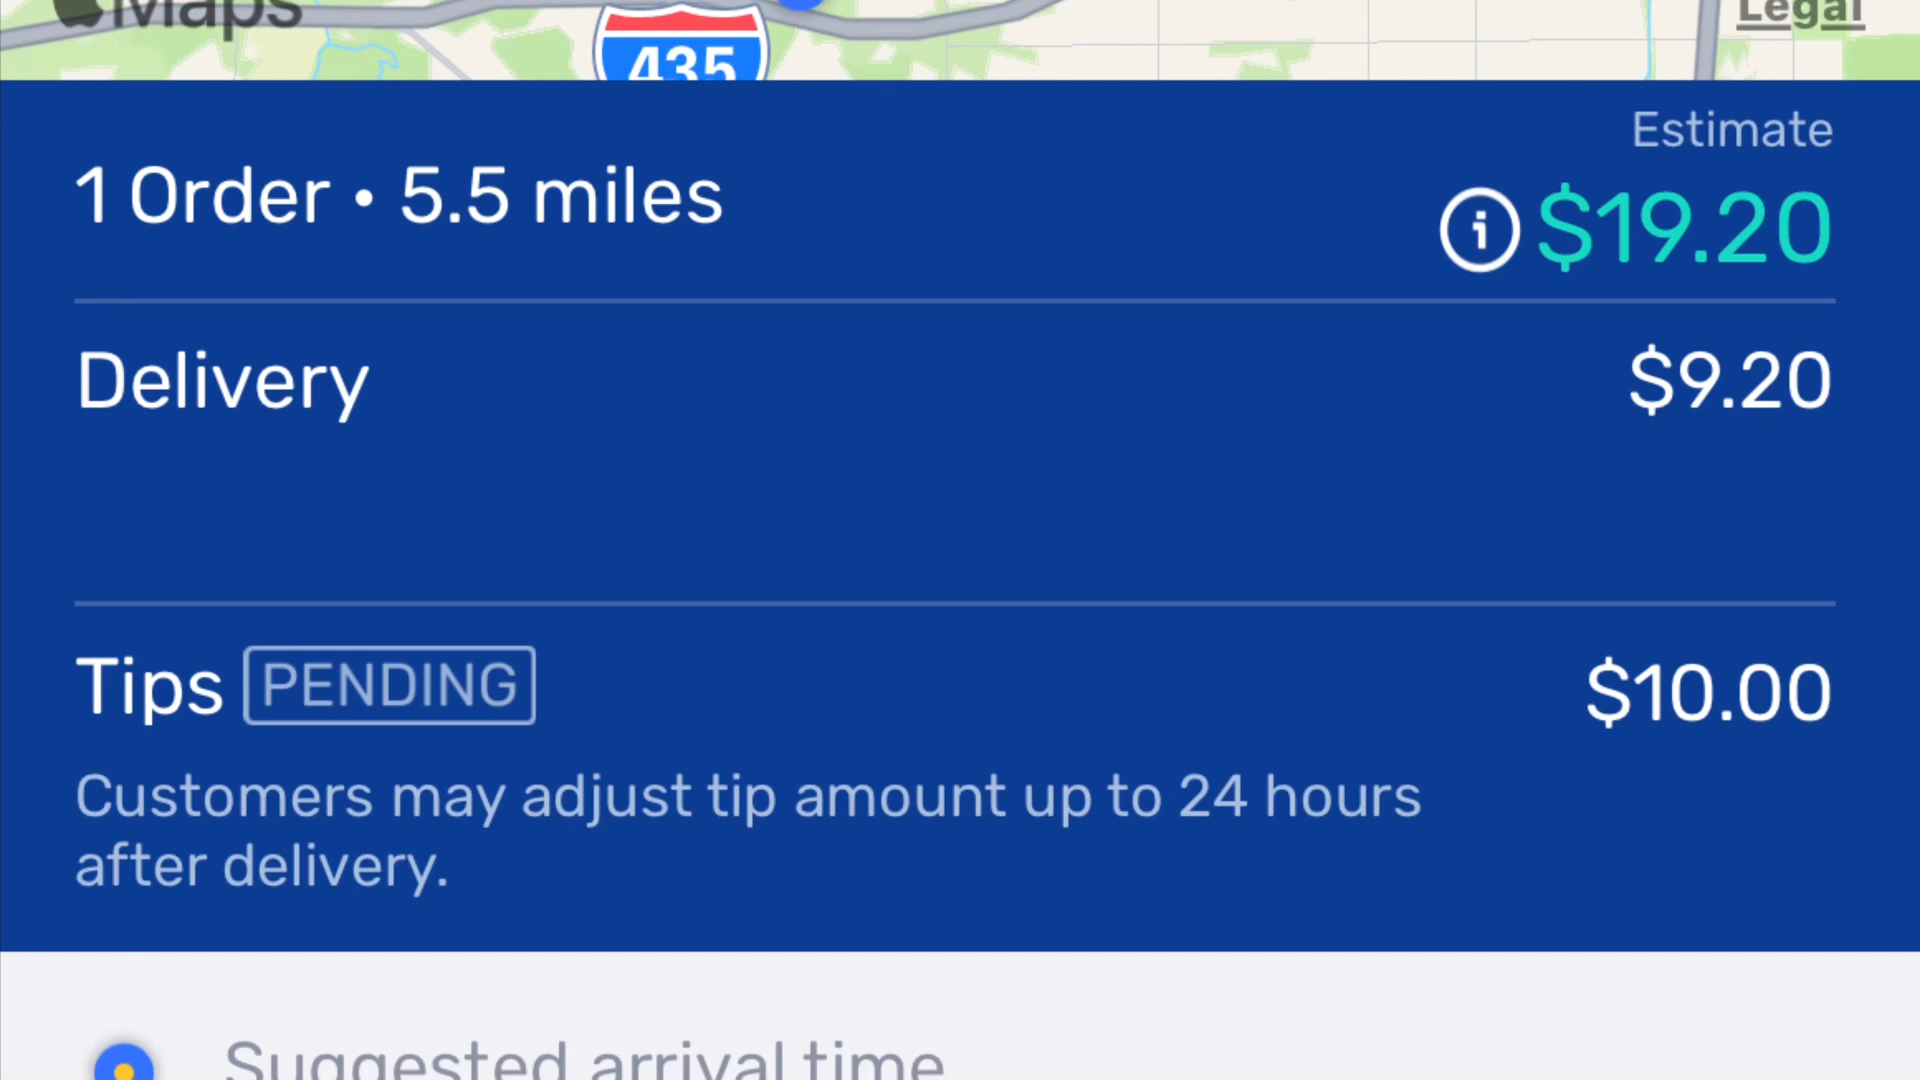 Maps
Legal
435
Estimate
1 Order • 5.5 miles
$19.20
Delivery
$9.20
Tips PENDING
$10.00
Customers may adjust tip amount up to 24 hours
after delivery.
Suggested arrival time